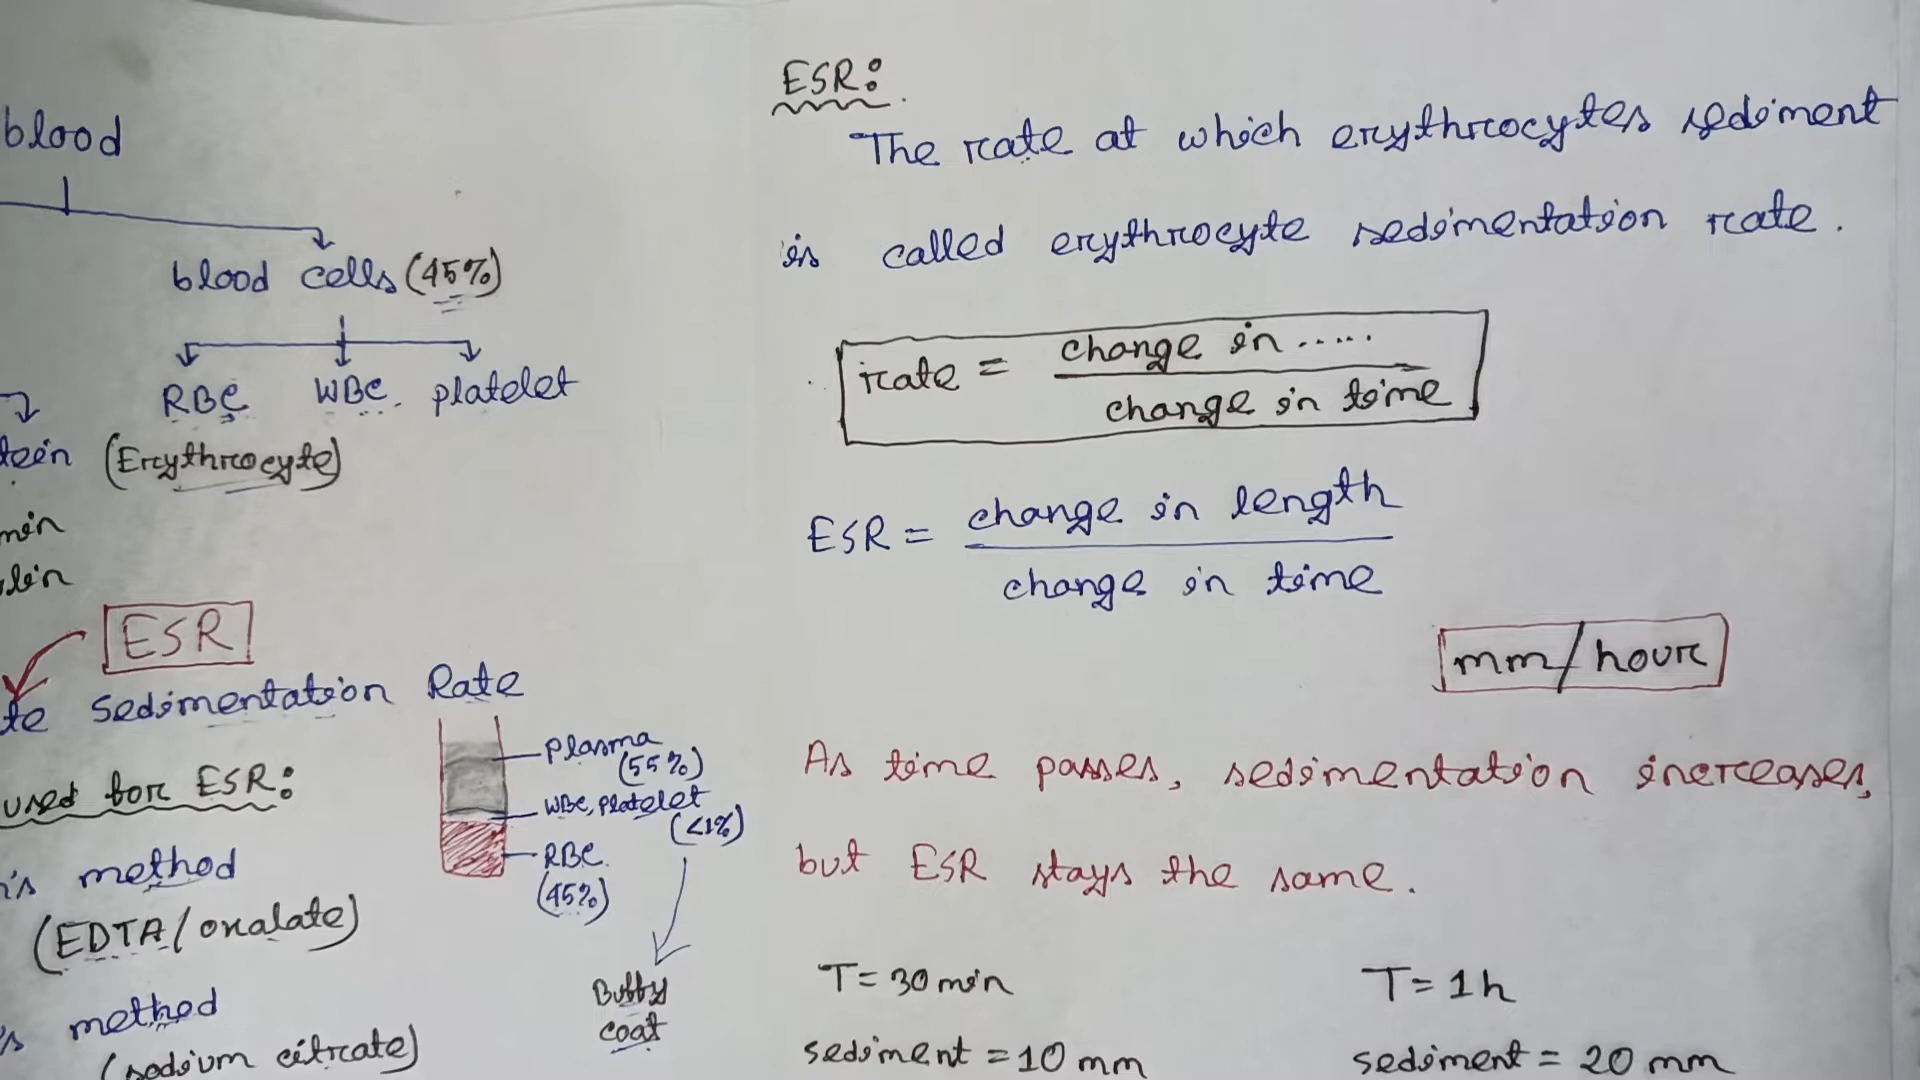 blood
blood cells (45%)
RBC WBC platelet
(Erythrocyte)
ESR
Sedimentation Rate
used for ESR:
method
(EDTA/oxalate)
method
(sodium citrate)
Plasma
(55%)
WBC, Platelet
(<1%)
RBC
(45%)
Buffy
coat
ESR:
The rate at which erythrocytes sediment
is called erythrocyte sedimentation rate.
rate = change in .....
change in time
ESR = change in length
change in time
mm/hour
As time passes, sedimentation increases,
but ESR stays the same.
T = 30 min
sediment = 10 mm
T = 1h
sediment = 20 mm